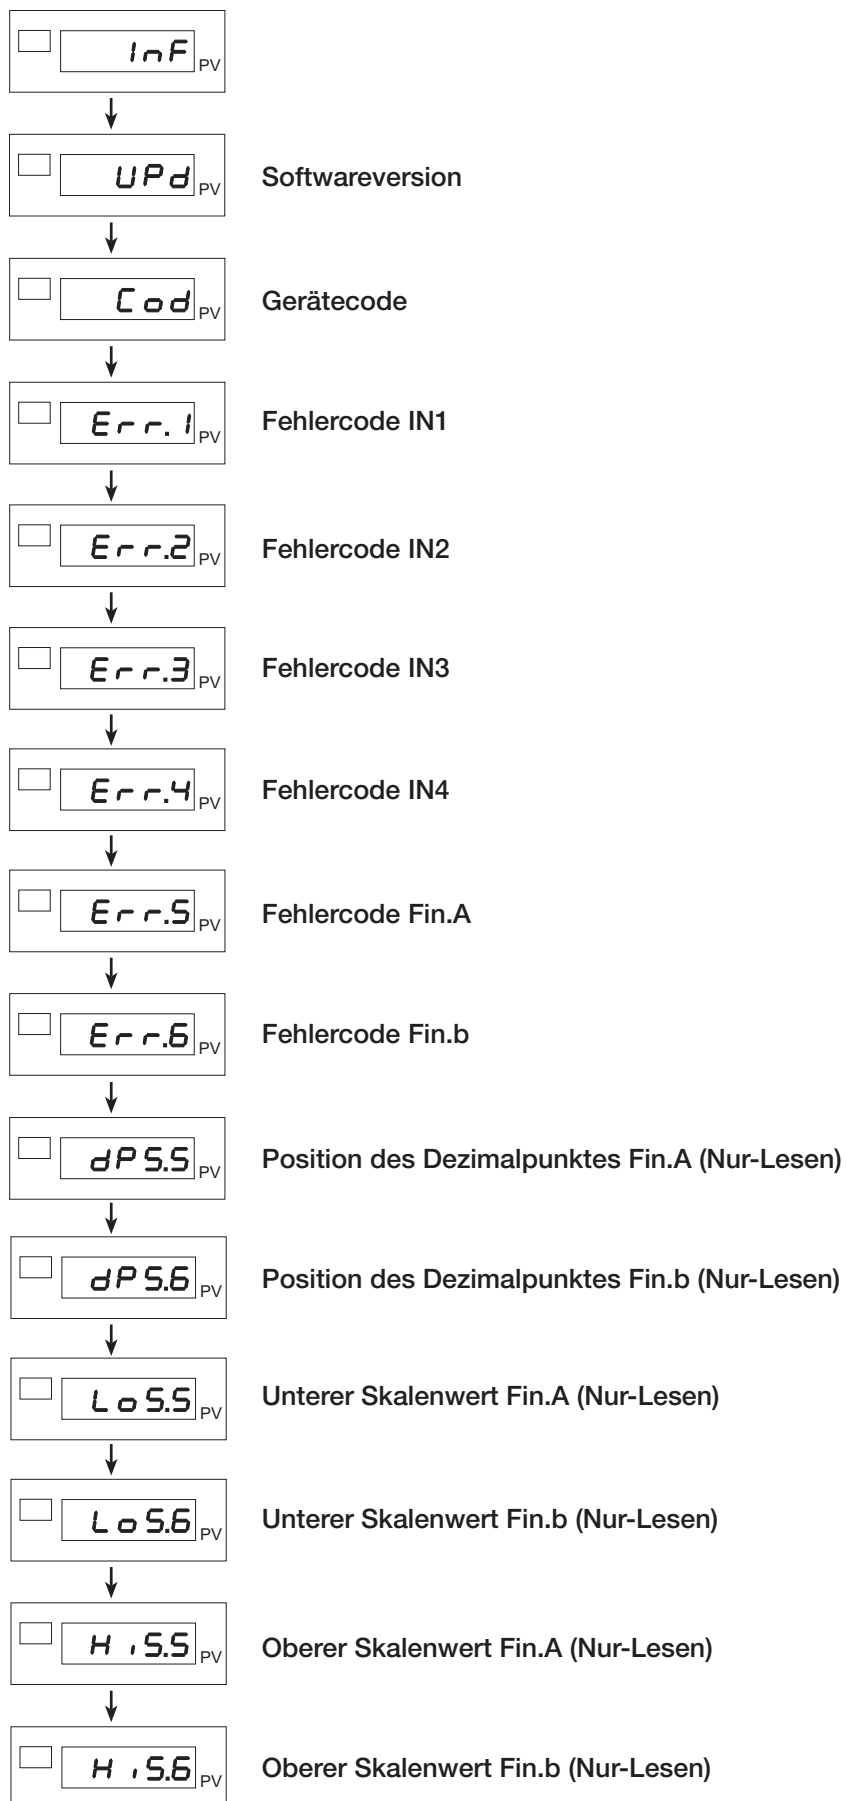 InF PV
UPd PV Softwareversion
Cod PV Gerätecode
Err.1 PV Fehlercode IN1
Err.2 PV Fehlercode IN2
Err.3 PV Fehlercode IN3
Err.4 PV Fehlercode IN4
Err.5 PV Fehlercode Fin.A
Err.6 PV Fehlercode Fin.b
dPS.5 PV Position des Dezimalpunktes Fin.A (Nur-Lesen)
dPS.6 PV Position des Dezimalpunktes Fin.b (Nur-Lesen)
LoS.5 PV Unterer Skalenwert Fin.A (Nur-Lesen)
LoS.6 PV Unterer Skalenwert Fin.b (Nur-Lesen)
HiS.5 PV Oberer Skalenwert Fin.A (Nur-Lesen)
HiS.6 PV Oberer Skalenwert Fin.b (Nur-Lesen)